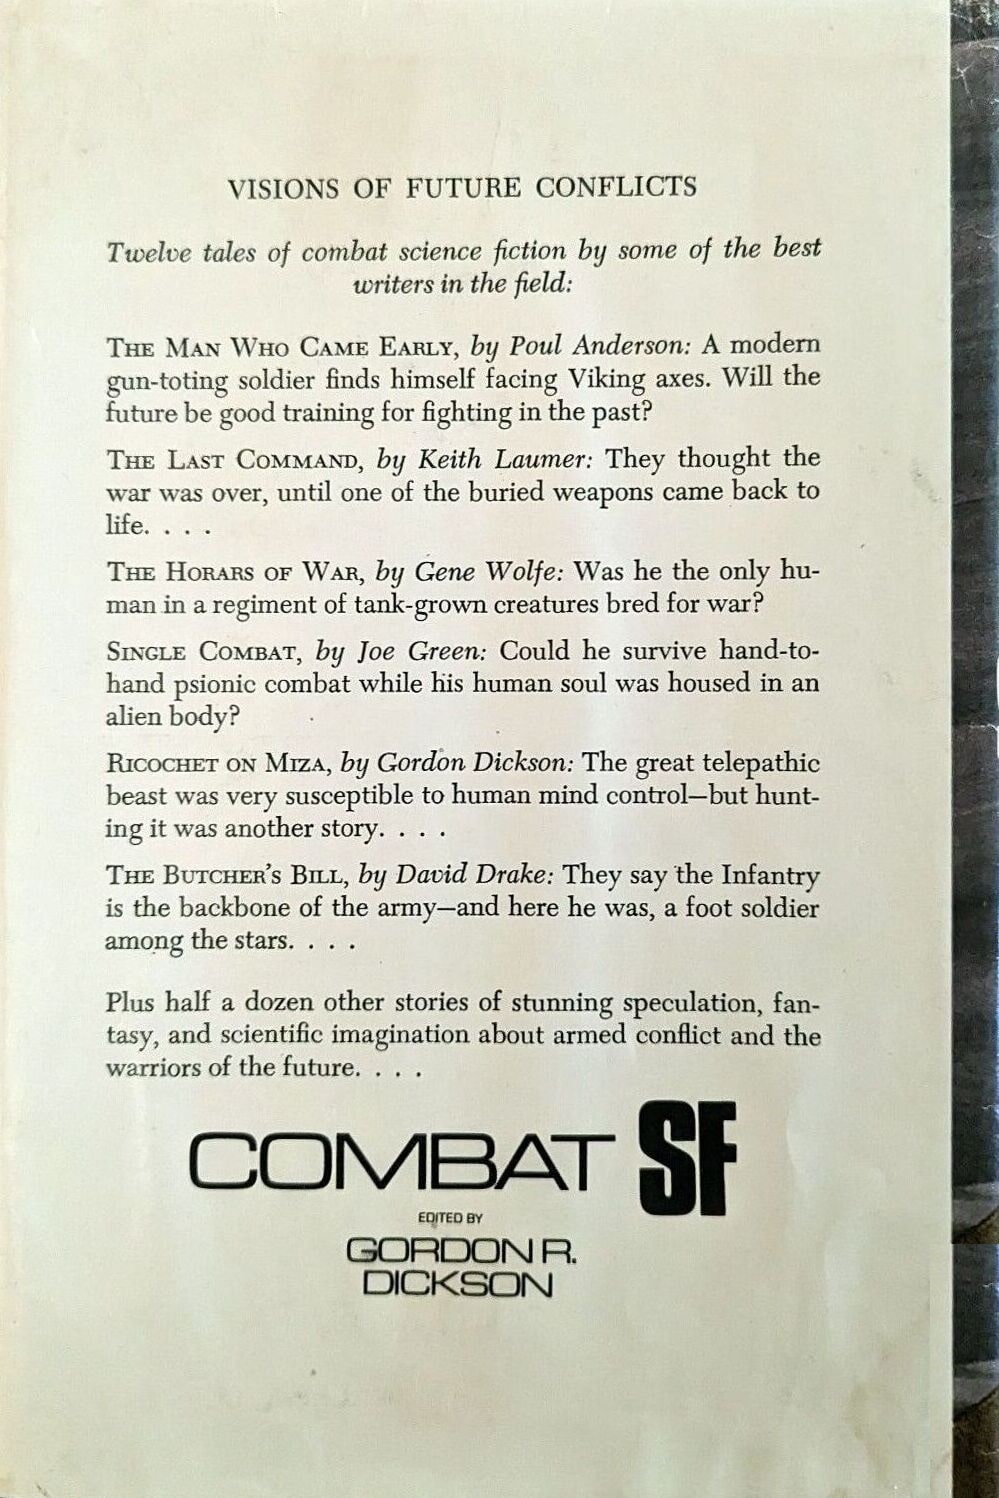 VISIONS OF FUTURE CONFLICTS
Twelve tales of combat science fiction by some of the best
writers in the field:
THE MAN WHO CAME EARLY, by Poul Anderson: A modern
gun-toting soldier finds himself facing Viking axes. Will the
future be good training for fighting in the past?
THE LAST COMMAND, by Keith Laumer: They thought the
war was over, until one of the buried weapons came back to
life. . . .
THE HORARS OF WAR, by Gene Wolfe: Was he the only hu-
man in a regiment of tank-grown creatures bred for war?
SINGLE COMBAT, by Joe Green: Could he survive hand-to-
hand psionic combat while his human soul was housed in an
alien body?
RICOCHET ON MIZA, by Gordon Dickson: The great telepathic
beast was very susceptible to human mind control—but hunt-
ing it was another story. . . .
THE BUTCHER'S BILL, by David Drake: They say the Infantry
is the backbone of the army—and here he was, a foot soldier
among the stars. . . .
Plus half a dozen other stories of stunning speculation, fan-
tasy, and scientific imagination about armed conflict and the
warriors of the future. . . .
COMBAT SF
EDITED BY
GORDON R.
DICKSON